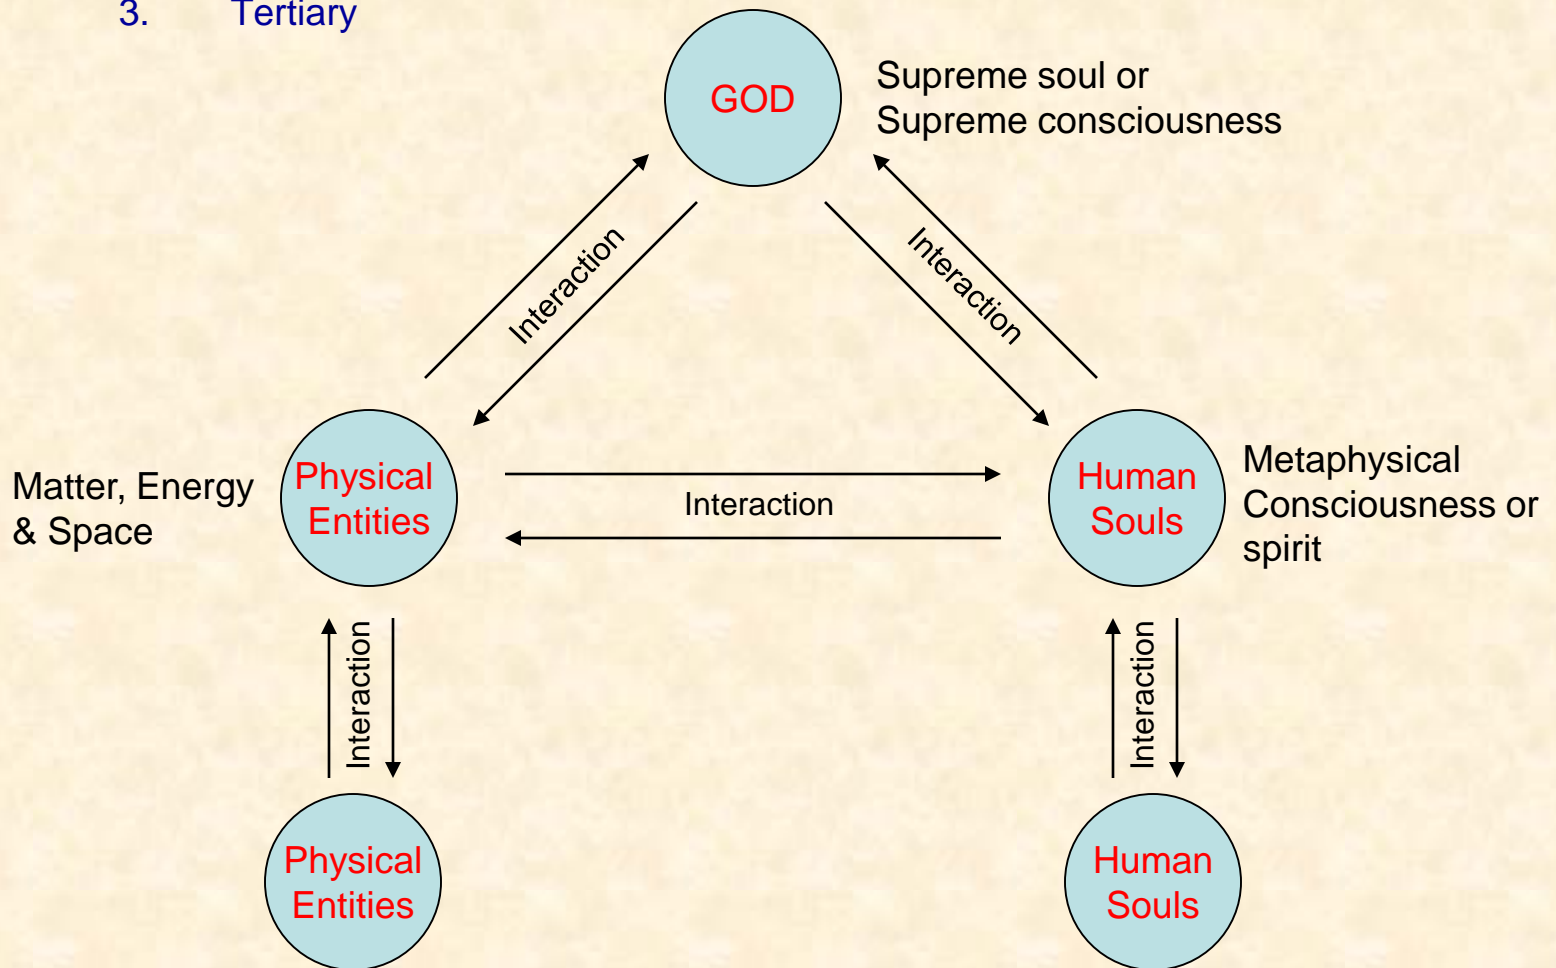 3. Tertiary
GOD
Supreme soul or
Supreme consciousness
Interaction
Interaction
Matter, Energy
& Space
Physical
Entities
Interaction
Human
Souls
Metaphysical
Consciousness or
spirit
Interaction
Interaction
Physical
Entities
Human
Souls